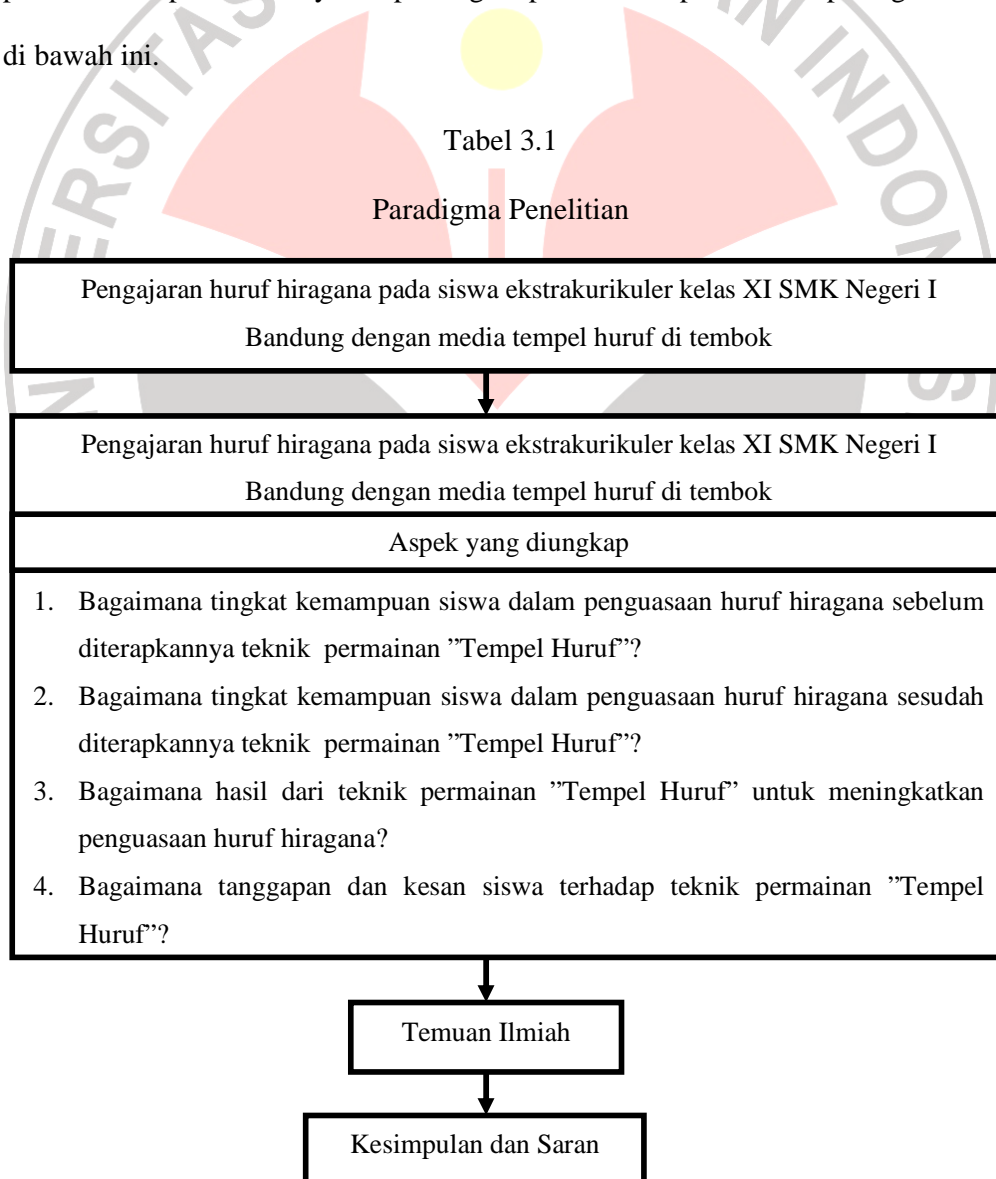 di bawah ini.
Tabel 3.1
Paradigma Penelitian
Pengajaran huruf hiragana pada siswa ekstrakurikuler kelas XI SMK Negeri I
Bandung dengan media tempel huruf di tembok
Pengajaran huruf hiragana pada siswa ekstrakurikuler kelas XI SMK Negeri I
Bandung dengan media tempel huruf di tembok
Aspek yang diungkap
1. Bagaimana tingkat kemampuan siswa dalam penguasaan huruf hiragana sebelum
diterapkannya teknik permainan ”Tempel Huruf”?
2. Bagaimana tingkat kemampuan siswa dalam penguasaan huruf hiragana sesudah
diterapkannya teknik permainan ”Tempel Huruf”?
3. Bagaimana hasil dari teknik permainan ”Tempel Huruf” untuk meningkatkan
penguasaan huruf hiragana?
4. Bagaimana tanggapan dan kesan siswa terhadap teknik permainan ”Tempel
Huruf”?
Temuan Ilmiah
Kesimpulan dan Saran